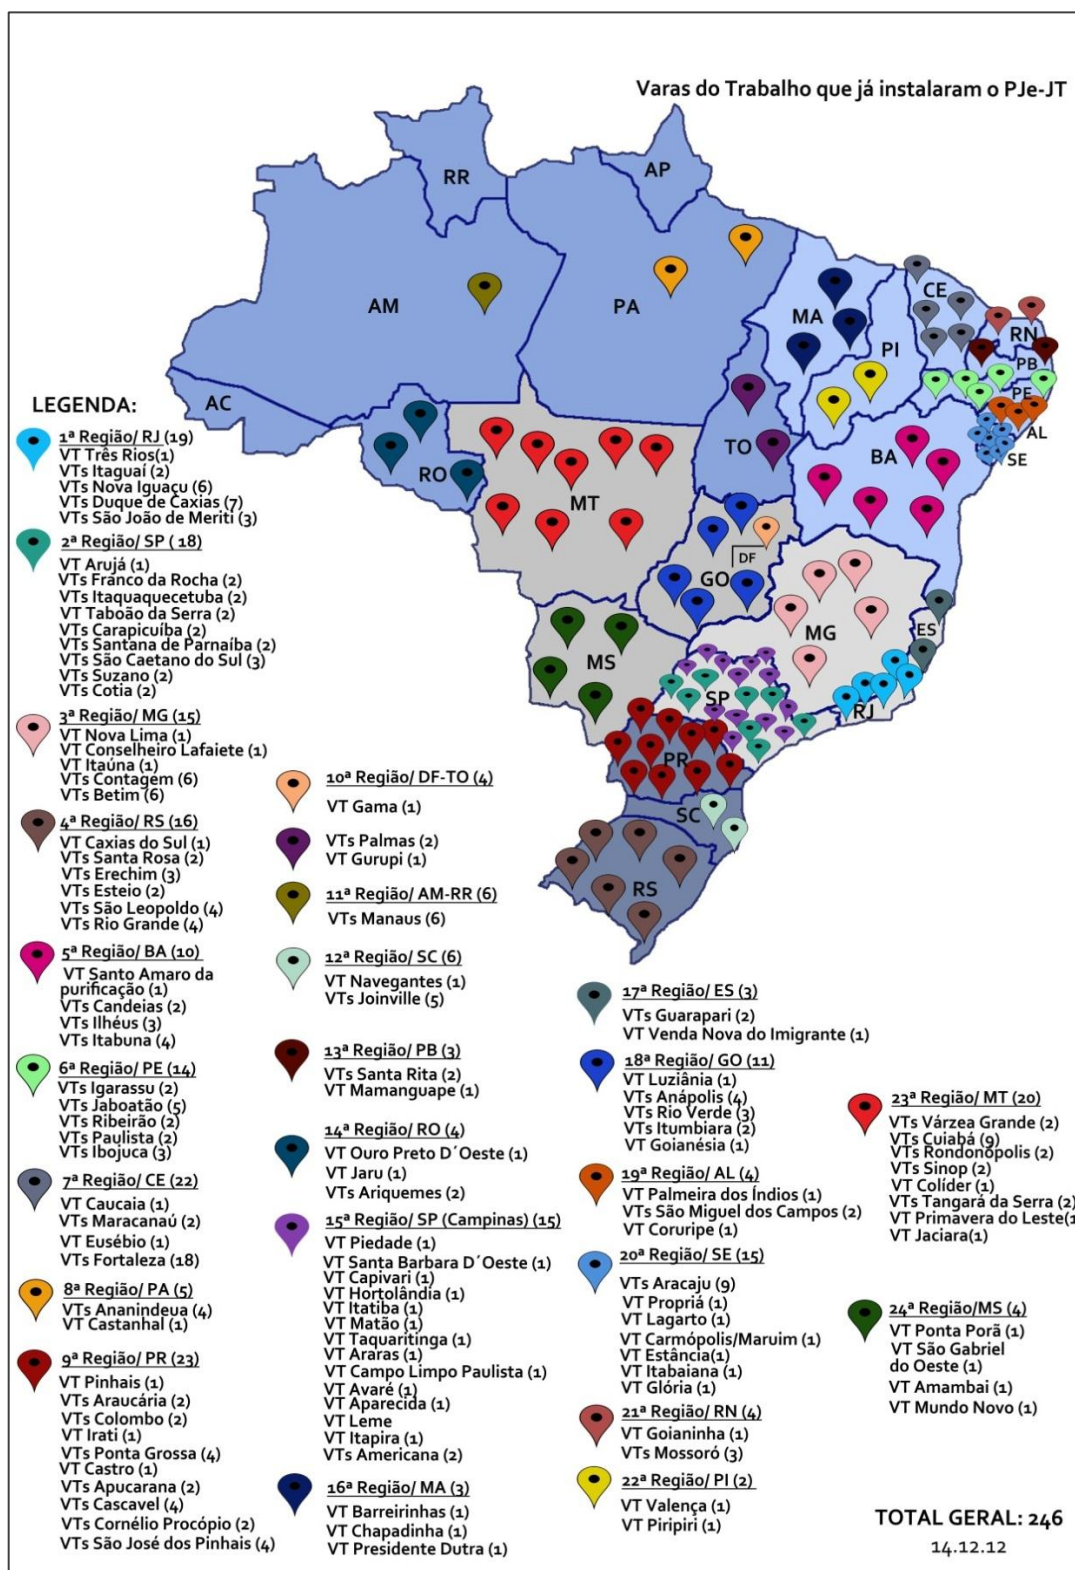 Varas do Trabalho que já instalaram o PJe-JT
RR
AP
AM
PA
MA
CE
RN
PI
PB
PE
AC
AL
TO
SE
RO
BA
MT
DF
GO
MG
ES
MS
SP
RJ
PR
SC
RS
LEGENDA:
1ª Região/ RJ (19)
VT Três Rios(1)
VTs Itaguaí (2)
VTs Nova Iguaçu (6)
VTs Duque de Caxias (7)
VTs São João de Meriti (3)
2ª Região/ SP ( 18)
VT Arujá (1)
VTs Franco da Rocha (2)
VTs Itaquaquecetuba (2)
VT Taboão da Serra (2)
VTs Carapicuíba (2)
VTs Santana de Parnaíba (2)
VTs São Caetano do Sul (3)
VTs Suzano (2)
VTs Cotia (2)
3ª Região/ MG (15)
VT Nova Lima (1)
VT Conselheiro Lafaiete (1)
VT Itaúna (1)
VTs Contagem (6)
VTs Betim (6)
4ª Região/ RS (16)
VT Caxias do Sul (1)
VTs Santa Rosa (2)
VTs Erechim (3)
VTs Esteio (2)
VTs São Leopoldo (4)
VTs Rio Grande (4)
5ª Região/ BA (10)
VT Santo Amaro da
purificação (1)
VTs Candeias (2)
VTs Ilhéus (3)
VTs Itabuna (4)
6ª Região/ PE (14)
VTs Igarassu (2)
VTs Jaboatão (5)
VTs Ribeirão (2)
VTs Paulista (2)
VTs Ibojuca (3)
7ª Região/ CE (22)
VT Caucaia (1)
VTs Maracanaú (2)
VT Eusébio (1)
VTs Fortaleza (18)
8ª Região/ PA (5)
VTs Ananindeua (4)
VT Castanhal (1)
9ª Região/ PR (23)
VT Pinhais (1)
VTs Araucária (2)
VTs Colombo (2)
VT Irati (1)
VTs Ponta Grossa (4)
VT Castro (1)
VTs Apucarana (2)
VTs Cascavel (4)
VTs Cornélio Procópio (2)
VTs São José dos Pinhais (4)
10ª Região/ DF-TO (4)
VT Gama (1)
VTs Palmas (2)
VT Gurupi (1)
11ª Região/ AM-RR (6)
VTs Manaus (6)
12ª Região/ SC (6)
VT Navegantes (1)
VTs Joinville (5)
13ª Região/ PB (3)
VTs Santa Rita (2)
VT Mamanguape (1)
14ª Região/ RO (4)
VT Ouro Preto D´Oeste (1)
VT Jaru (1)
VTs Ariquemes (2)
15ª Região/ SP (Campinas) (15)
VT Piedade (1)
VT Santa Barbara D´Oeste (1)
VT Capivari (1)
VT Hortolândia (1)
VT Itatiba (1)
VT Matão (1)
VT Taquaritinga (1)
VT Araras (1)
VT Campo Limpo Paulista (1)
VT Avaré (1)
VT Aparecida (1)
VT Leme
VT Itapira (1)
VTs Americana (2)
16ª Região/ MA (3)
VT Barreirinhas (1)
VT Chapadinha (1)
VT Presidente Dutra (1)
17ª Região/ ES (3)
VTs Guarapari (2)
VT Venda Nova do Imigrante (1)
18ª Região/ GO (11)
VT Luziânia (1)
VTs Anápolis (4)
VTs Rio Verde (3)
VTs Itumbiara (2)
VT Goianésia (1)
19ª Região/ AL (4)
VT Palmeira dos Índios (1)
VTs São Miguel dos Campos (2)
VT Coruripe (1)
20ª Região/ SE (15)
VTs Aracaju (9)
VT Propriá (1)
VT Lagarto (1)
VT Carmópolis/Maruim (1)
VT Estância(1)
VT Itabaiana (1)
VT Glória (1)
21ª Região/ RN (4)
VT Goianinha (1)
VTs Mossoró (3)
22ª Região/ PI (2)
VT Valença (1)
VT Piripiri (1)
23ª Região/ MT (20)
VTs Várzea Grande (2)
VTs Cuiabá (9)
VTs Rondonópolis (2)
VTs Sinop (2)
VT Colíder (1)
VTs Tangará da Serra (2)
VT Primavera do Leste(1
VT Jaciara(1)
24ª Região/MS (4)
VT Ponta Porã (1)
VT São Gabriel
do Oeste (1)
VT Amambai (1)
VT Mundo Novo (1)
TOTAL GERAL: 246
14.12.12